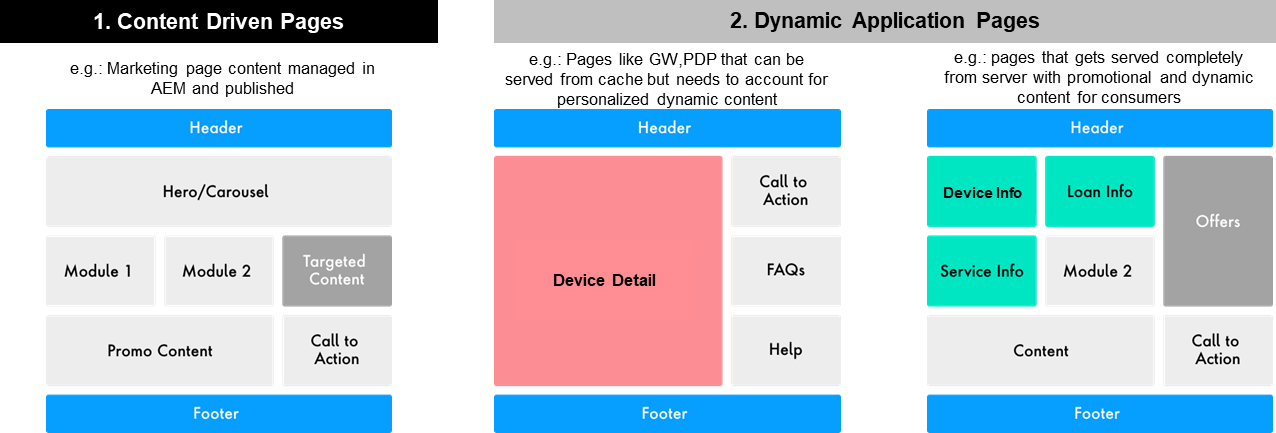 1. Content Driven Pages
e.g.: Marketing page content managed in
AEM and published
Header
Hero/Carousel
Module 1
Module 2
Targeted
Content
Promo Content
Call to
Action
Footer
2. Dynamic Application Pages
e.g.: Pages like GW,PDP that can be
served from cache but needs to account for
personalized dynamic content
Header
Device Detail
Call to
Action
FAQs
Help
Footer
e.g.: pages that gets served completely
from server with promotional and dynamic
content for consumers
Header
Device Info
Loan Info
Offers
Service Info
Module 2
Content
Call to
Action
Footer